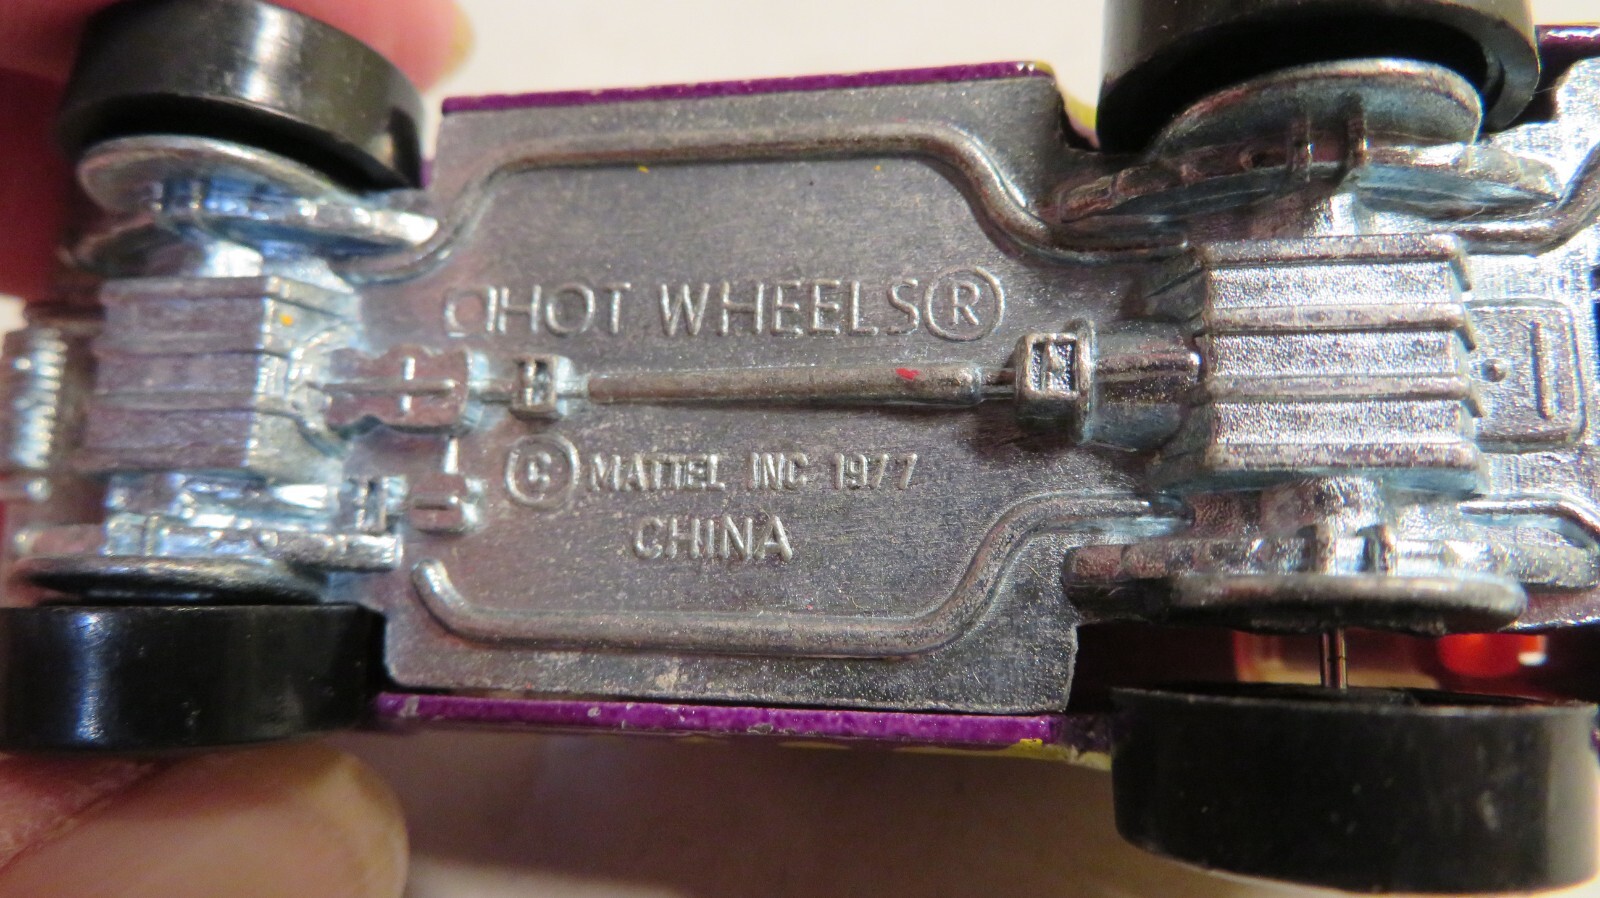 HOT WHEELS®
© MATTEL INC 1977
CHINA